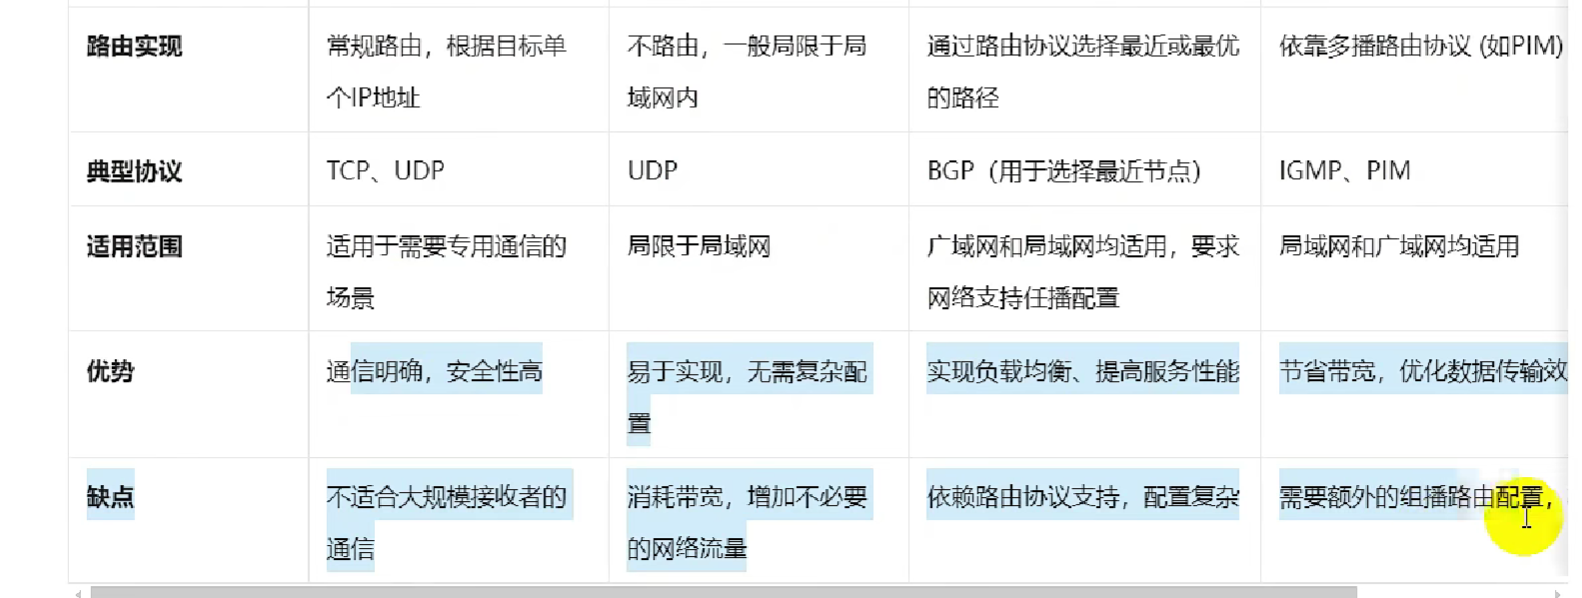 路由实现
常规路由，根据目标单
个IP地址
不路由，一般局限于局
域网内
通过路由协议选择最近或最优
的路径
依靠多播路由协议 (如PIM)
典型协议
TCP、UDP
UDP
BGP（用于选择最近节点）
IGMP、PIM
适用范围
适用于需要专用通信的
场景
局限于局域网
广域网和局域网均适用，要求
网络支持任播配置
局域网和广域网均适用
优势
通信明确，安全性高
易于实现，无需复杂配
置
实现负载均衡、提高服务性能
节省带宽，优化数据传输效
缺点
不适合大规模接收者的
通信
消耗带宽，增加不必要
的网络流量
依赖路由协议支持，配置复杂
需要额外的组播路由配置，